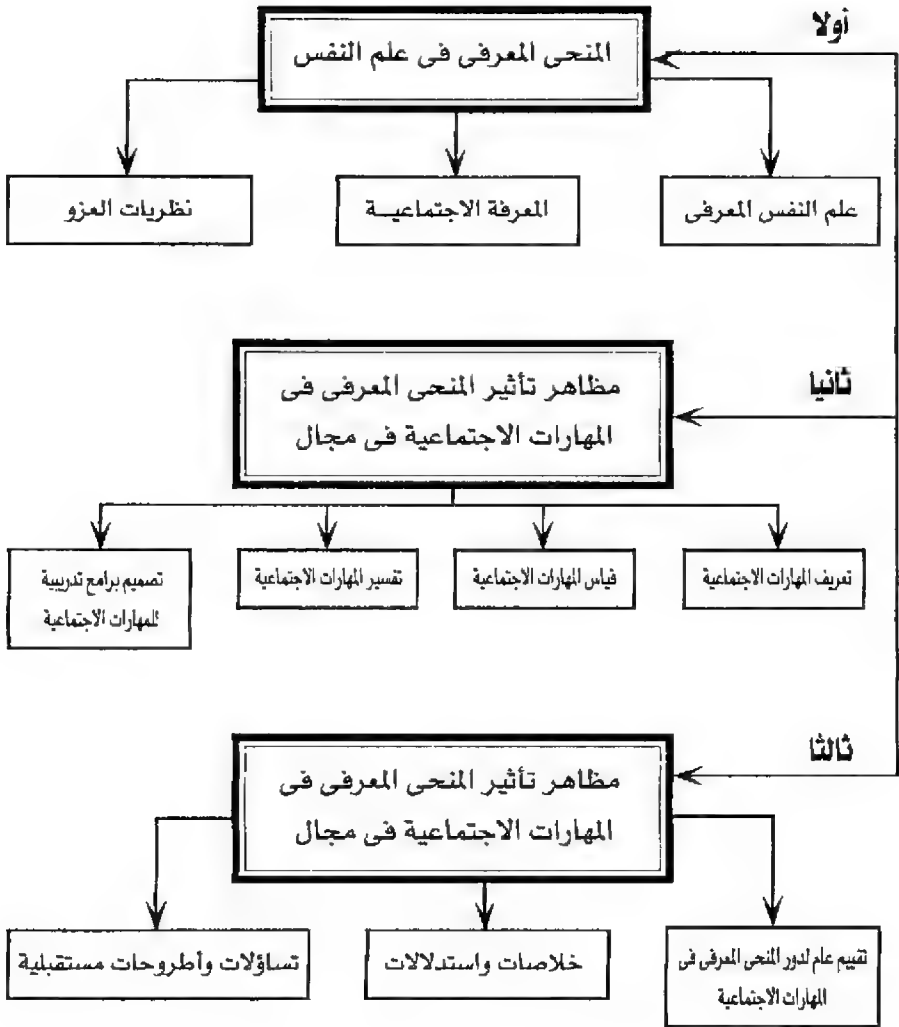 أولا
المنحى المعرفى فى علم النفس
علم النفس المعرفى
المعرفة الاجتماعيـــة
نظريات العزو
ثانيا
مظاهر تأثير المنحى المعرفى فى
المهارات الاجتماعية فى مجال
تعريف المهارات الاجتماعية
قياس المهارات الاجتماعية
تفسير المهارات الاجتماعية
تصميم برامج تدريبية
للمهارات الاجتماعية
ثالثا
مظاهر تأثير المنحى المعرفى فى
المهارات الاجتماعية فى مجال
تقييم عام لدور المنحى المعرفى فى
المهارات الاجتماعية
خلاصات واستدلالات
تساؤلات وأطروحات مستقبلية